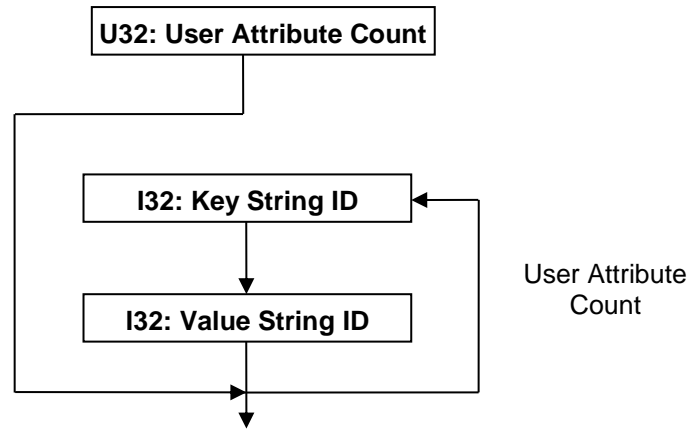 U32: User Attribute Count
I32: Key String ID
User Attribute
Count
I32: Value String ID